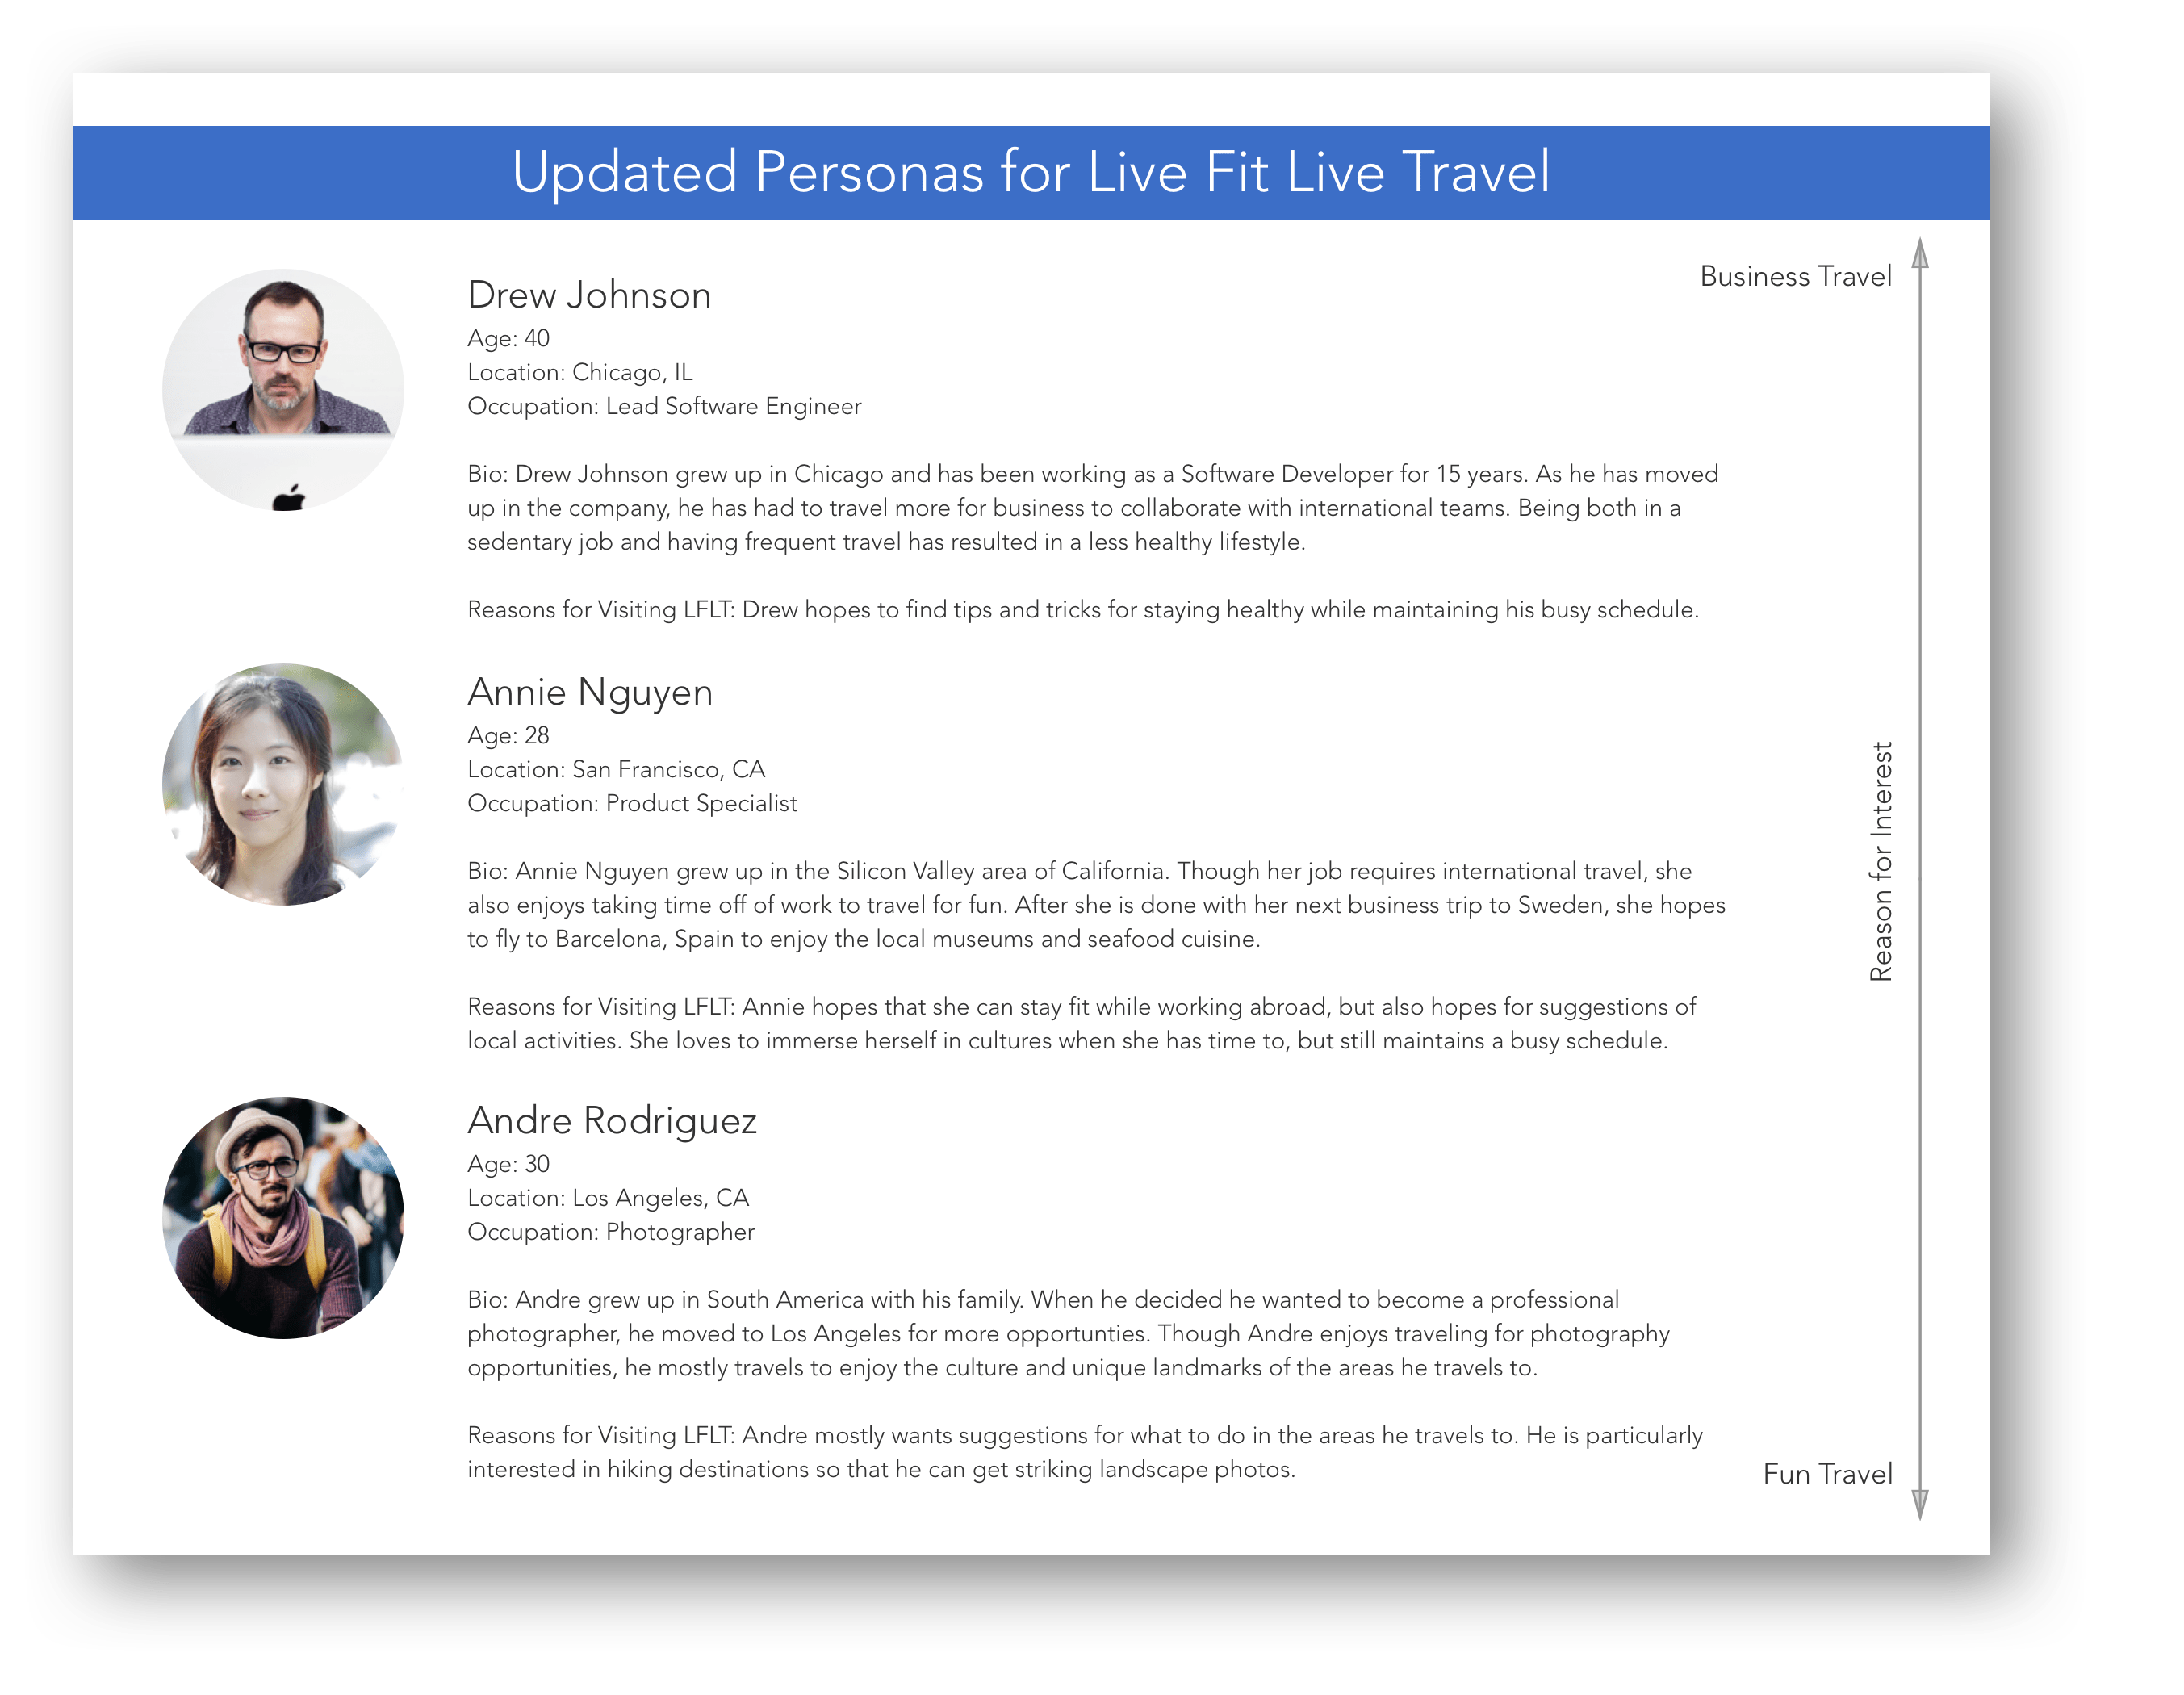 Updated Personas for Live Fit Live Travel
Business Travel
Drew Johnson
Age: 40
Location: Chicago, IL
Occupation: Lead Software Engineer
Bio: Drew Johnson grew up in Chicago and has been working as a Software Developer for 15 years. As he has moved
up in the company, he has had to travel more for business to collaborate with international teams. Being both in a
sedentary job and having frequent travel has resulted in a less healthy lifestyle.
Reasons for Visiting LFLT: Drew hopes to find tips and tricks for staying healthy while maintaining his busy schedule.
Annie Nguyen
Age: 28
Location: San Francisco, CA
Occupation: Product Specialist
Bio: Annie Nguyen grew up in the Silicon Valley area of California. Though her job requires international travel, she
also enjoys taking time off of work to travel for fun. After she is done with her next business trip to Sweden, she hopes
to fly to Barcelona, Spain to enjoy the local museums and seafood cuisine.
Reasons for Visiting LFLT: Annie hopes that she can stay fit while working abroad, but also hopes for suggestions of
local activities. She loves to immerse herself in cultures when she has time to, but still maintains a busy schedule.
Reason for Interest
Andre Rodriguez
Age: 30
Location: Los Angeles, CA
Occupation: Photographer
Bio: Andre grew up in South America with his family. When he decided he wanted to become a professional
photographer, he moved to Los Angeles for more opportunties. Though Andre enjoys traveling for photography
opportunities, he mostly travels to enjoy the culture and unique landmarks of the areas he travels to.
Reasons for Visiting LFLT: Andre mostly wants suggestions for what to do in the areas he travels to. He is particularly
interested in hiking destinations so that he can get striking landscape photos.
Fun Travel